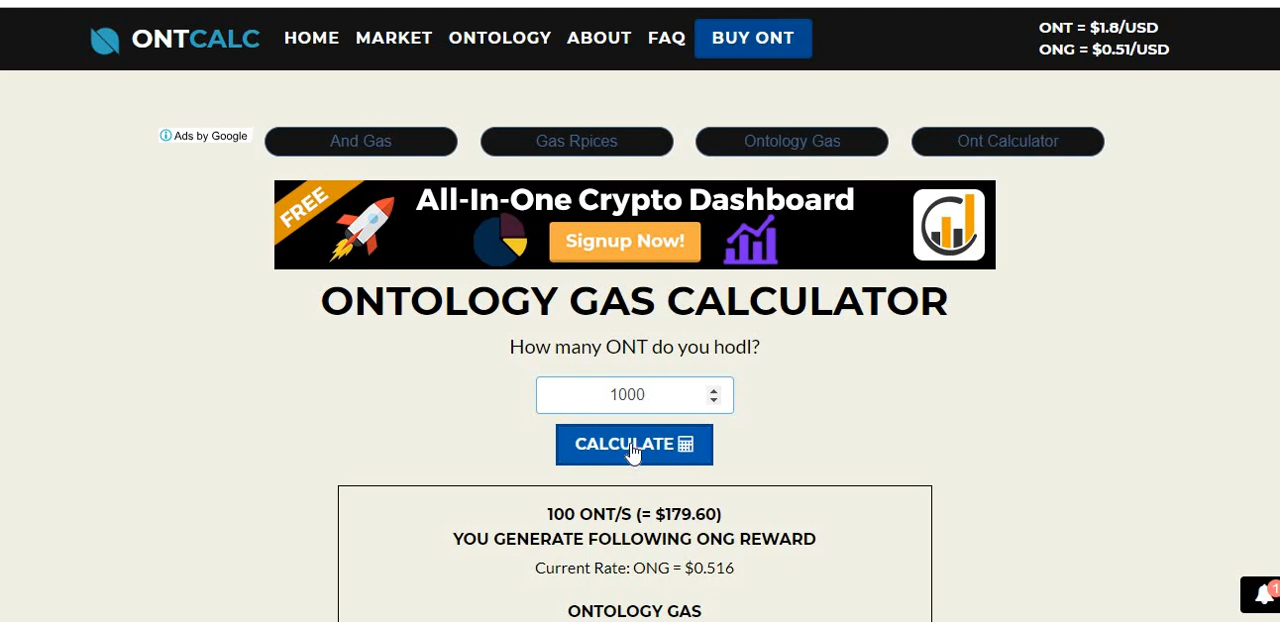 ONTCALC HOME MARKET ONTOLOGY ABOUT FAQ BUY ONT
ONT = $1.8/USD
ONG = $0.51/USD
Ads by Google And Gas Gas Rpices Ontology Gas Ont Calculator
FREE
All-In-One Crypto Dashboard
Signup Now!
ONTOLOGY GAS CALCULATOR
How many ONT do you hodl?
1000
CALCULATE
100 ONT/S (= $179.60)
YOU GENERATE FOLLOWING ONG REWARD
Current Rate: ONG = $0.516
ONTOLOGY GAS
1